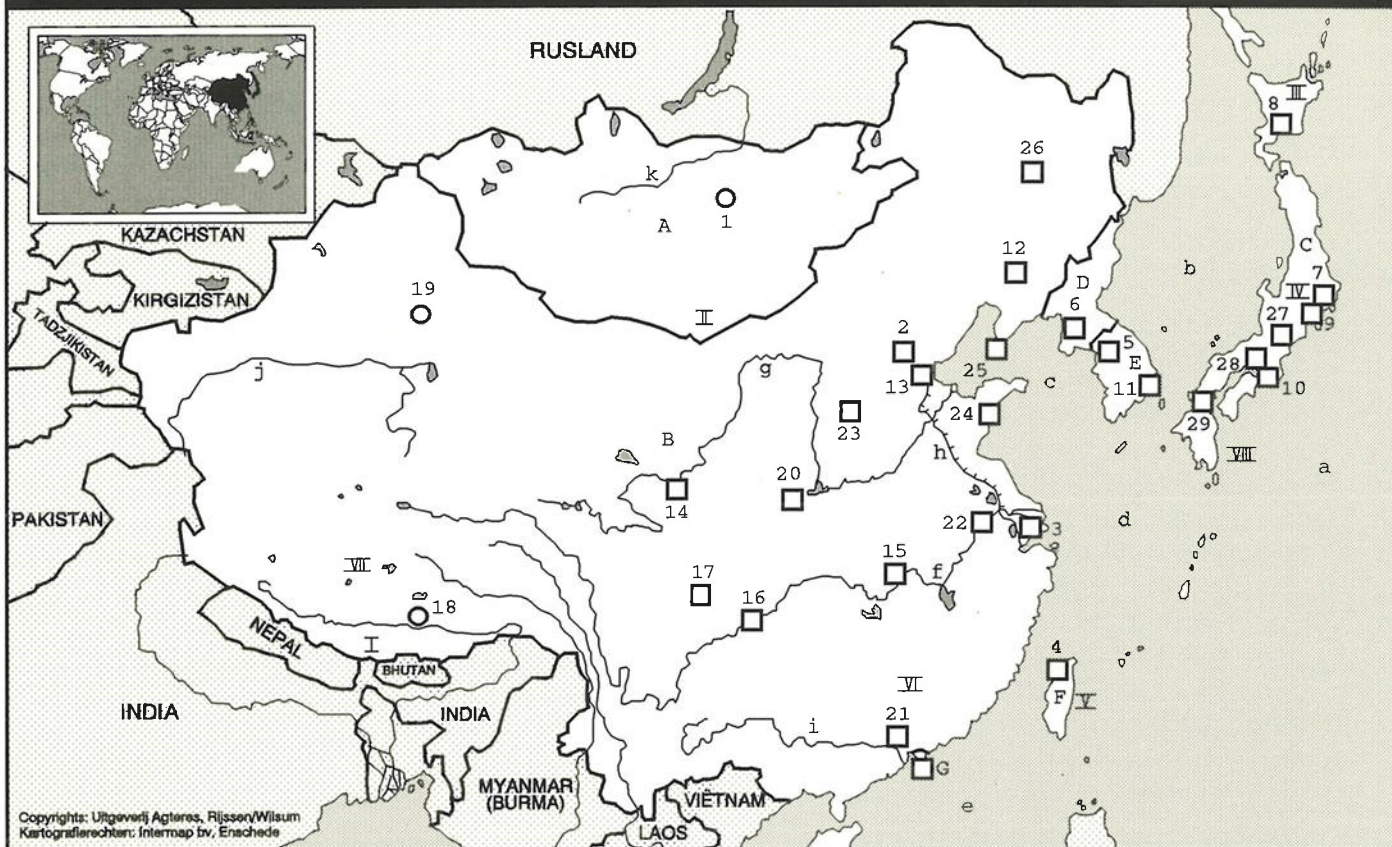 RUSLAND
III
8
26
k
1
A
KAZACHSTAN
C
b
12
19
KIRGIZISTAN
D
7
IV
II
6
27
9
TADZJIKISTAN
2
5
E
28
j
g
25
c
13
11
10
24
23
29
B
h
VIII
a
20
14
PAKISTAN
22
3
d
15
VII
f
17
16
18
NEPAL
I
4
BHUTAN
VI
F
V
INDIA
INDIA
21
i
G
MYANMAR
(BURMA)
VIÊTNAM
e
LAOS
Copyrights: Uitgeverij Agteres, Rijssen/Wilsum
Kartografierechten: Intermap bv, Enschede